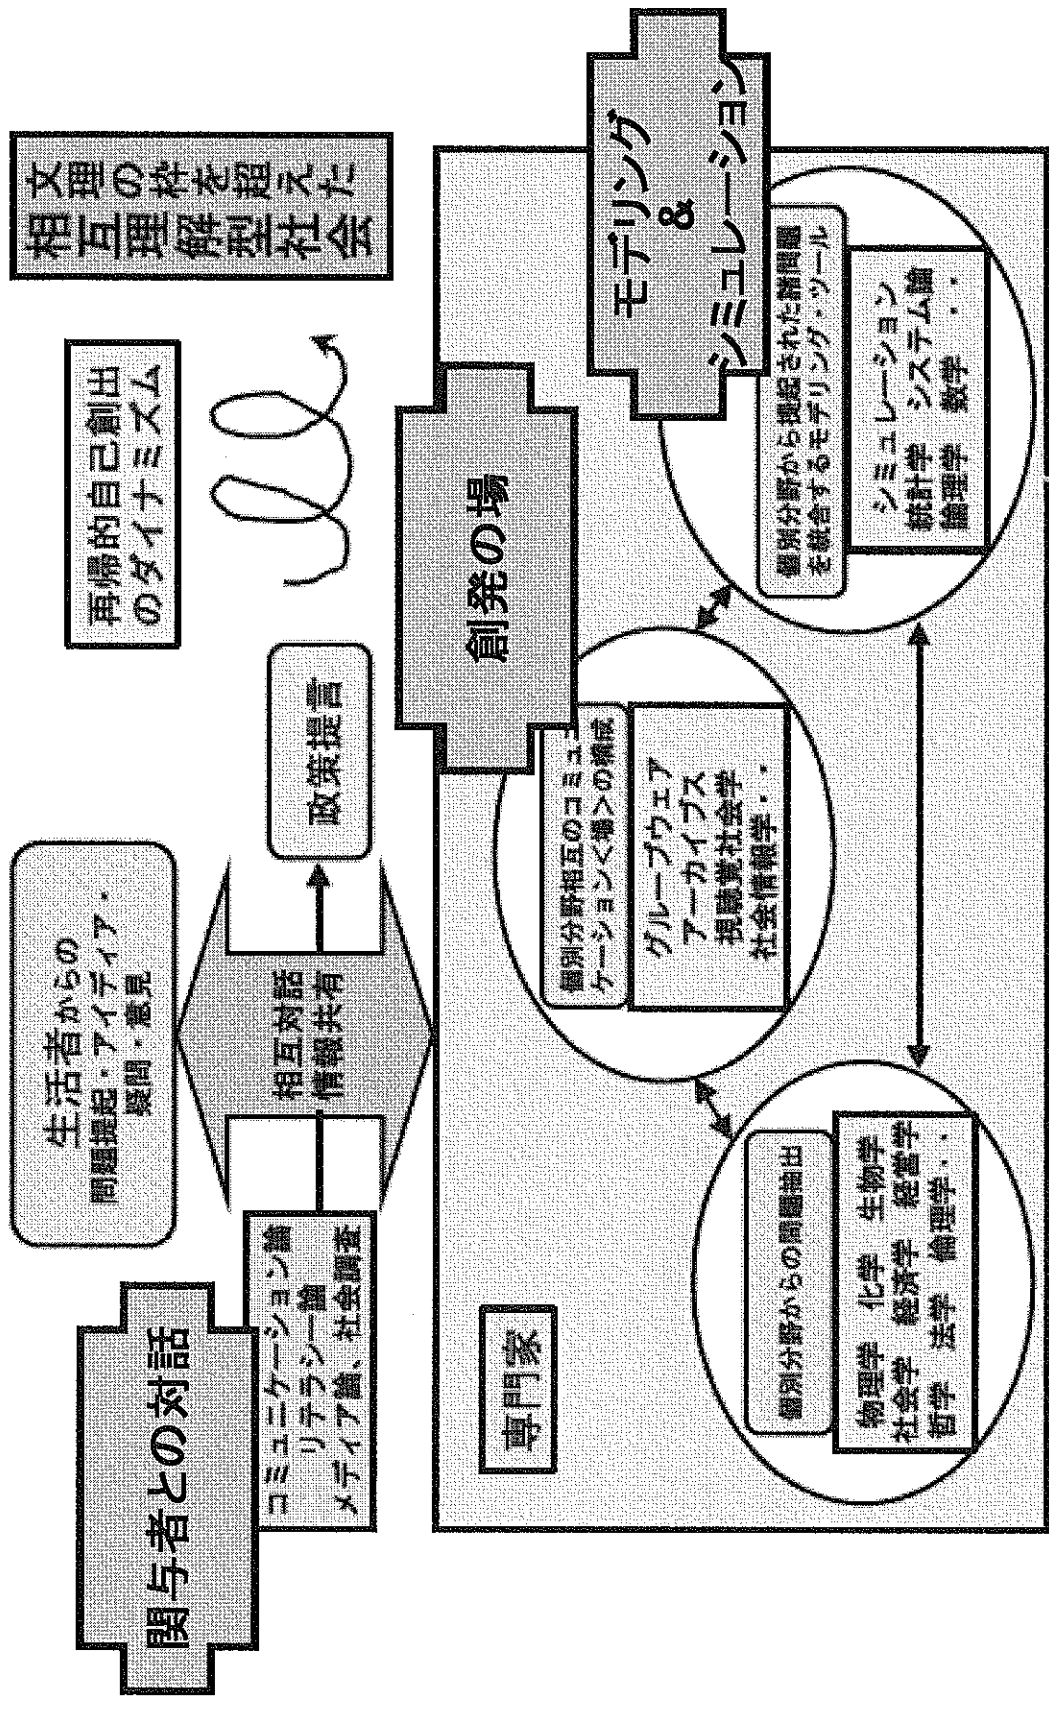 関与者との対話
コミュニケーション論
リテラシー論
メディア論、社会調査
生活者からの
問題提起・アイディア・
疑問・意見
相互対話
情報共有
政策提言
再帰的自己創出
のダイナミズム
文理の枠を超えた
相互理解型社会
専門家
創発の場
モデリング
&
シミュレーション
個別分野からの問題抽出
物理学 化学 生物学
社会学 経済学 経営学
哲学 法学 倫理学・・
個別分野相互のコミュニ
ケーション<場>の構成
グループウェア
アーカイブス
視聴覚社会学
社会情報学・・
個別分野から提起された諸問題
を統合するモデリング・ツール
シミュレーション
統計学 システム論
論理学 数学 ・・